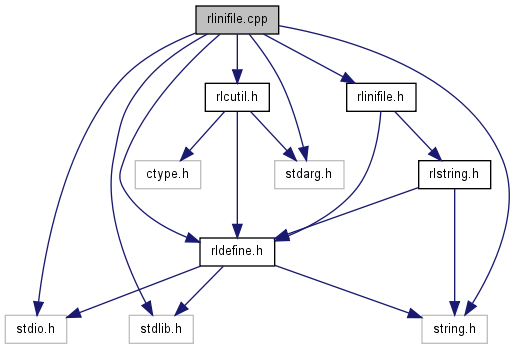 rlinifile.cpp
rlcutil.h
rlinifile.h
ctype.h
stdarg.h
rlstring.h
rldefine.h
stdio.h
stdlib.h
string.h